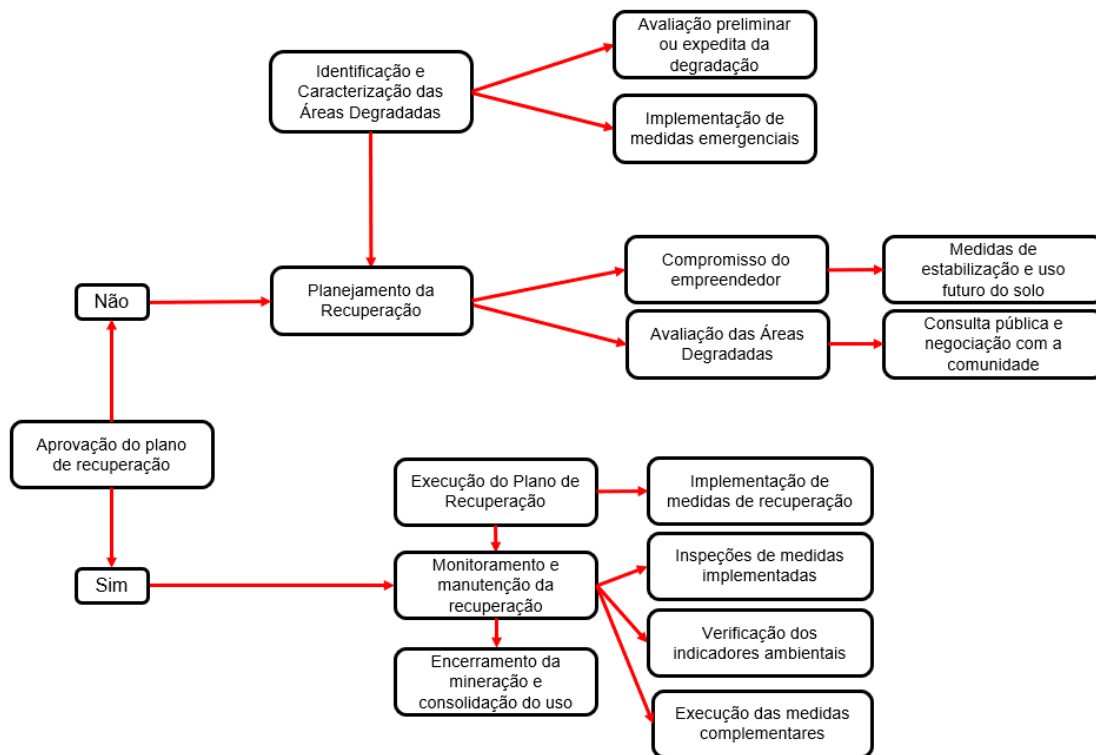 Avaliação preliminar
ou expedita da
degradação
Identificação e
Caracterização das
Áreas Degradadas
Implementação de
medidas emergenciais
Compromisso do
empreendedor
Medidas de
estabilização e uso
futuro do solo
Não
Planejamento da
Recuperação
Avaliação das Áreas
Degradadas
Consulta pública e
negociação com a
comunidade
Aprovação do plano
de recuperação
Execução do Plano de
Recuperação
Implementação de
medidas de recuperação
Sim
Monitoramento e
manutenção da
recuperação
Inspeções de medidas
implementadas
Verificação dos
indicadores ambientais
Encerramento da
mineração e
consolidação do uso
Execução das medidas
complementares